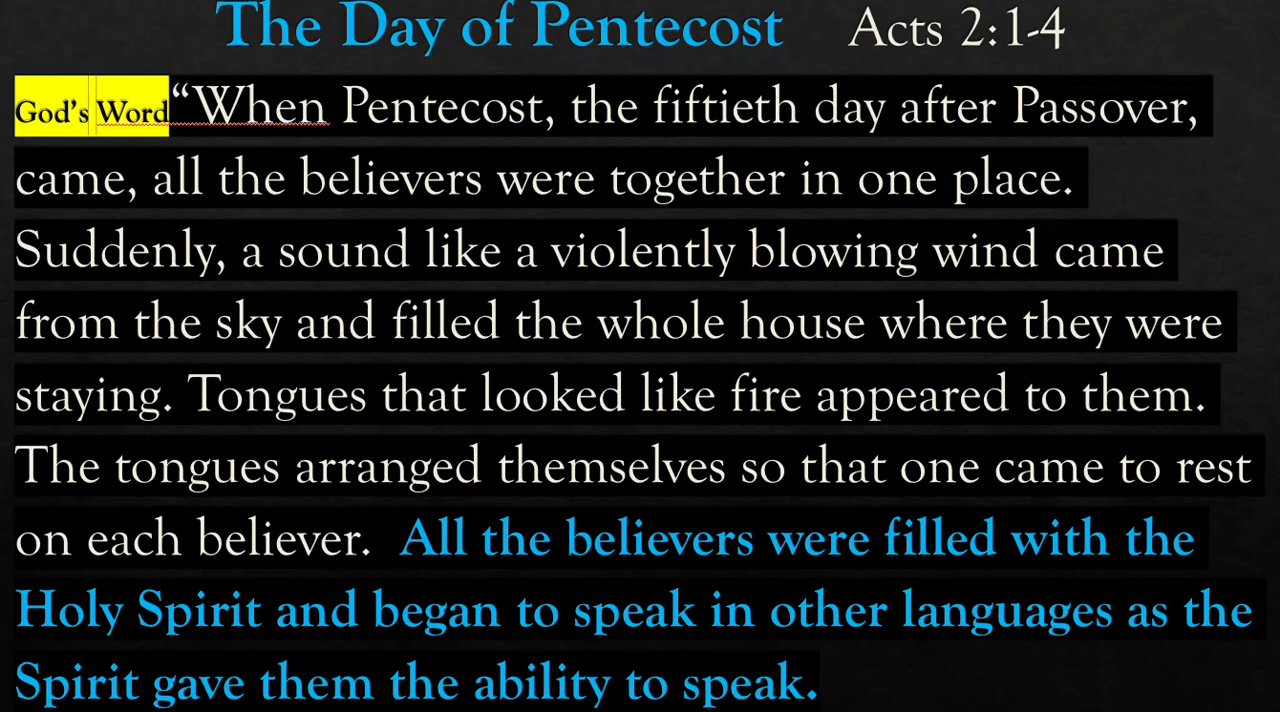 The Day of Pentecost Acts 2:1-4
God's Word“When Pentecost, the fiftieth day after Passover,
came, all the believers were together in one place.
Suddenly, a sound like a violently blowing wind came
from the sky and filled the whole house where they were
staying. Tongues that looked like fire appeared to them.
The tongues arranged themselves so that one came to rest
on each believer. All the believers were filled with the
Holy Spirit and began to speak in other languages as the
Spirit gave them the ability to speak.